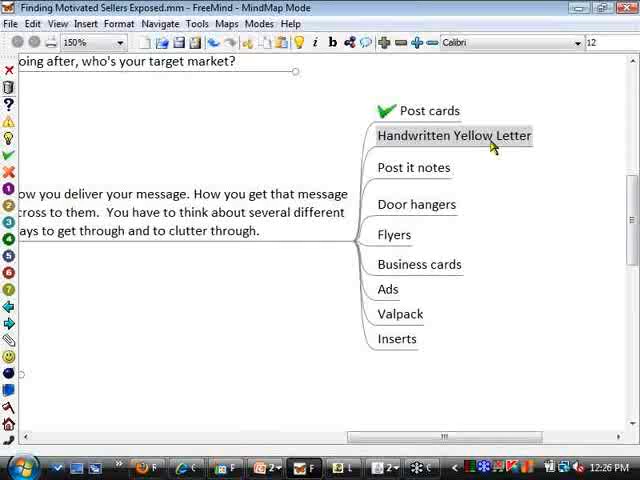 Finding Motivated Sellers Exposed.mm - FreeMind - MindMap Mode
File Edit View Insert Format Navigate Tools Maps Modes Help
150% Calibri 12
oing after, who's your target market?
Post cards
Handwritten Yellow Letter
Post it notes
ow you deliver your message. How you get that message
cross to them. You have to think about several different
ays to get through and to clutter through.
Door hangers
Flyers
Business cards
Ads
Valpack
Inserts
F C F 2 F L 2 C 12:26 PM